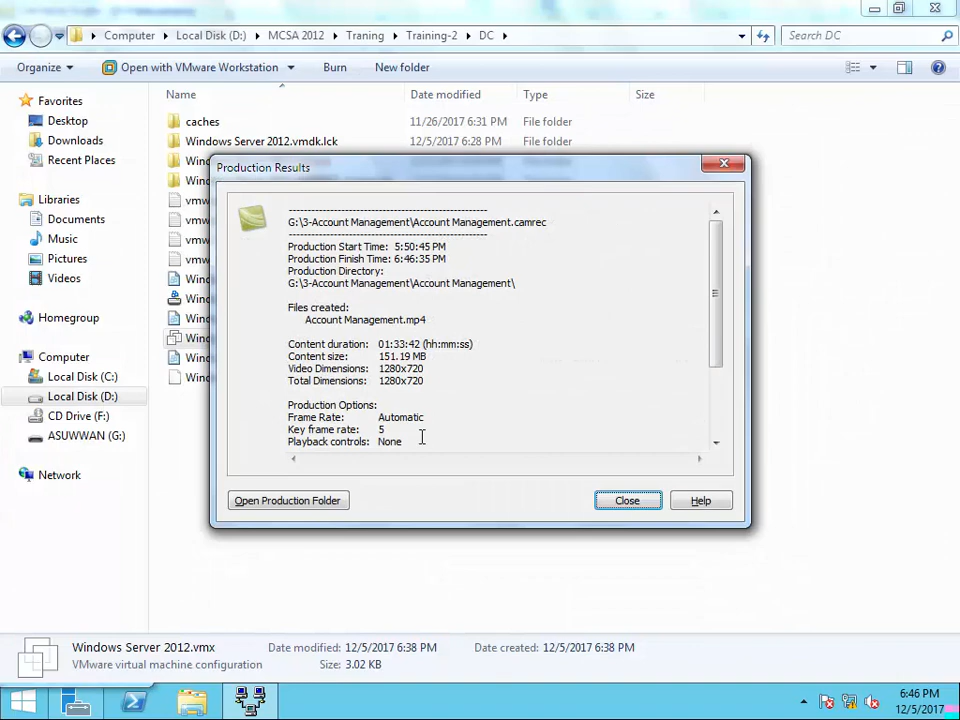 Computer
Local Disk (D:)
MCSA 2012
Traning
Training-2
DC
Search DC
Organize
Open with VMware Workstation
Burn
New folder
Favorites
Desktop
Downloads
Recent Places
Libraries
Documents
Music
Pictures
Videos
Homegroup
Computer
Local Disk (C:)
Local Disk (D:)
CD Drive (F:)
ASUWWAN (G:)
Network
Name
Date modified
Type
Size
caches
11/26/2017 6:31 PM
File folder
Windows Server 2012.vmdk.lck
12/5/2017 6:28 PM
File folder
Production Results
G:\3-Account Management\Account Management.camrec
Production Start Time: 5:50:45 PM
Production Finish Time: 6:46:35 PM
Production Directory:
G:\3-Account Management\Account Management\
Files created:
Account Management.mp4
Content duration: 01:33:42 (hh:mm:ss)
Content size: 151.19 MB
Video Dimensions: 1280x720
Total Dimensions: 1280x720
Production Options:
Frame Rate: Automatic
Key frame rate: 5
Playback controls: None
Open Production Folder
Close
Help
Windows Server 2012.vmx
Date modified: 12/5/2017 6:38 PM
Date created: 12/5/2017 6:38 PM
VMware virtual machine configuration
Size: 3.02 KB
6:46 PM
12/5/2017